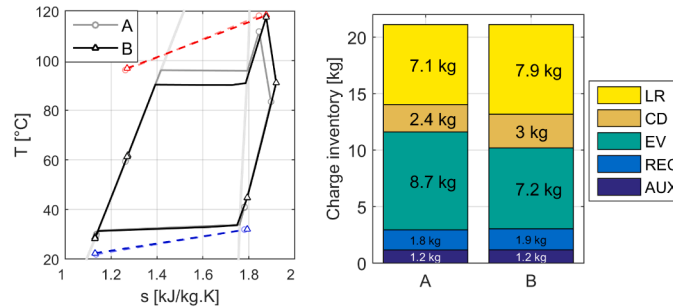 120
100
80
60
40
20
T [°C]
A
B
1
1.2
1.4
1.6
1.8
2
s [kJ/kg.K]
20
15
10
5
0
Charge inventory [kg]
7.1 kg
2.4 kg
8.7 kg
1.8 kg
1.2 kg
7.9 kg
3 kg
7.2 kg
1.9 kg
1.2 kg
A
B
LR
CD
EV
REC
AUX